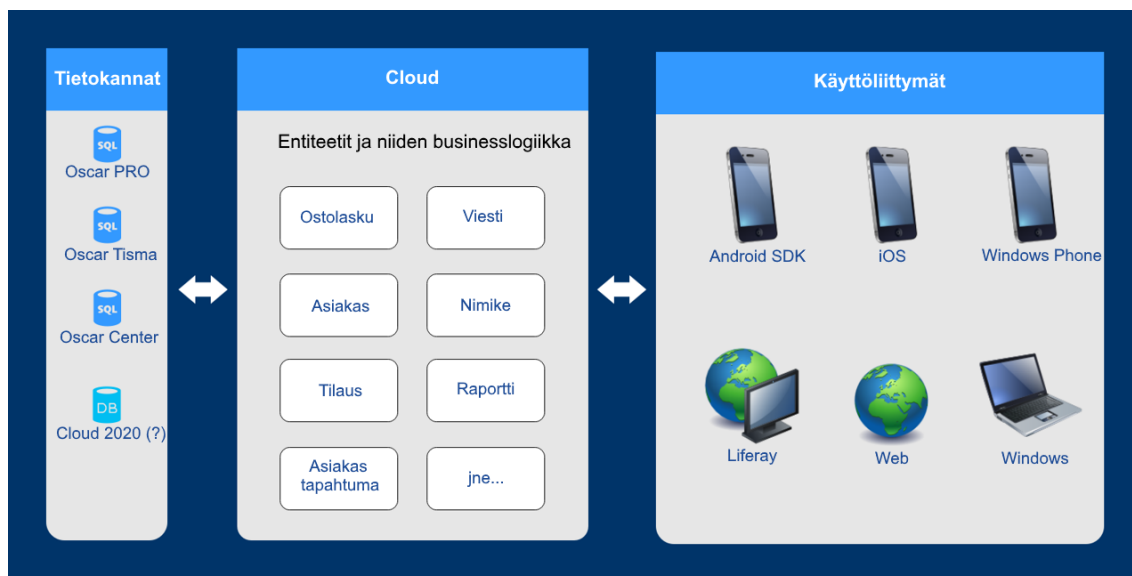 Tietokannat
SQL
Oscar PRO
SQL
Oscar Tisma
SQL
Oscar Center
DB
Cloud 2020 (?)
Cloud
Entiteetit ja niiden businesslogiikka
Ostolasku
Viesti
Asiakas
Nimike
Tilaus
Raportti
Asiakas
tapahtuma
jne...
Käyttöliittymät
Android SDK
iOS
Windows Phone
Liferay
Web
Windows